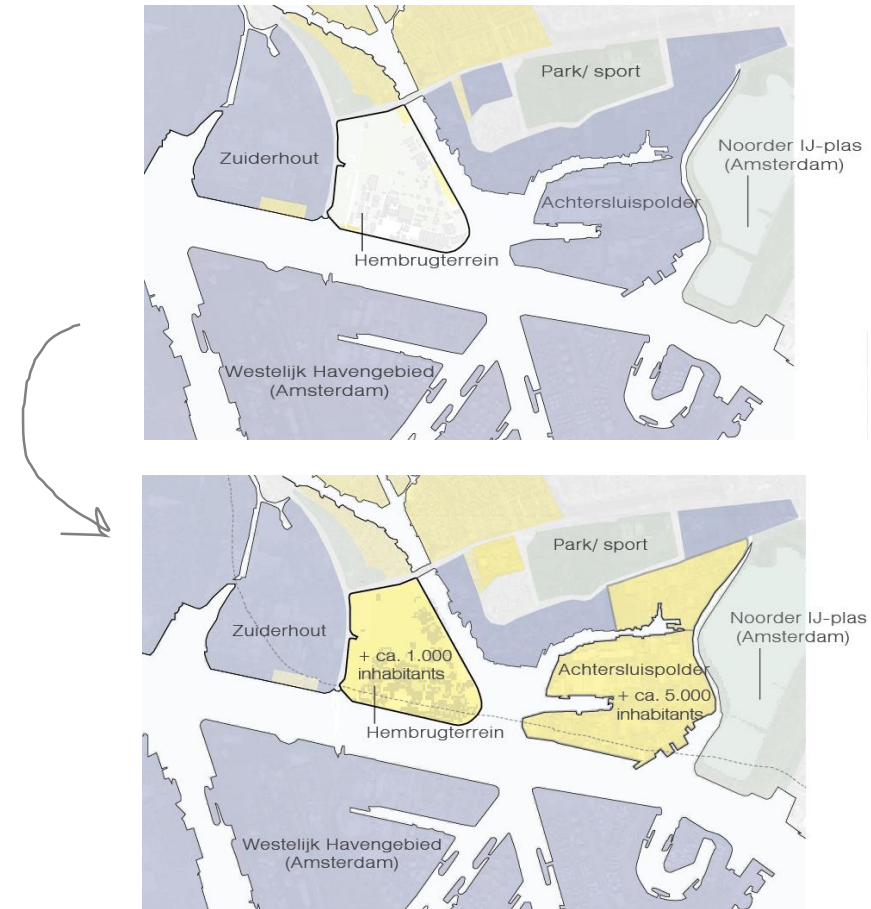 Park/ sport
Zuiderhout
Noorder IJ-plas
(Amsterdam)
Achtersluispolder
Hembrugterrein
Westelijk Havengebied
(Amsterdam)
Park/ sport
Noorder IJ-plas
(Amsterdam)
Zuiderhout
+ ca. 1.000
inhabitants
Achtersluispolder
+ ca. 5.000
inhabitants
Hembrugterrein
Westelijk Havengebied
(Amsterdam)